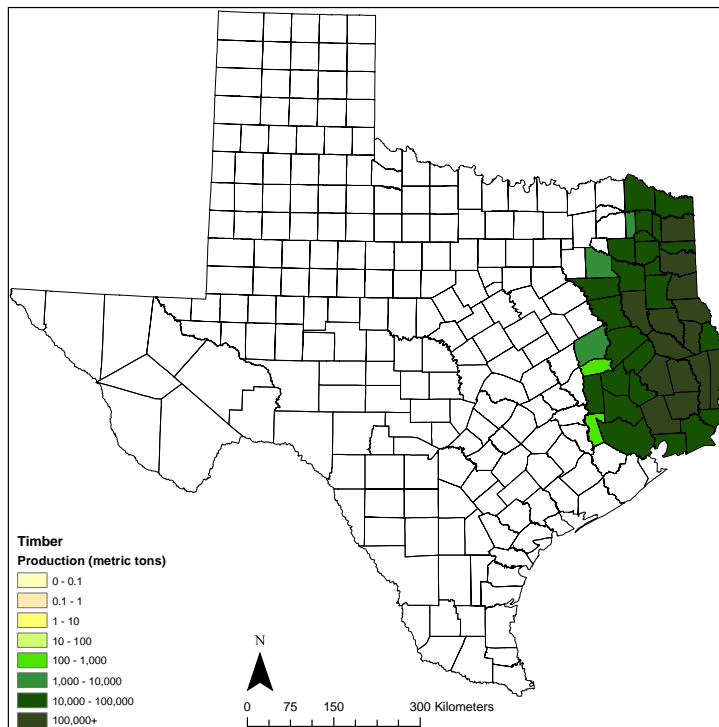 Timber
Production (metric tons)
0 - 0.1
0.1 - 1
1 - 10
10 - 100
100 - 1,000
1,000 - 10,000
10,000 - 100,000
100,000+
N
0 75 150 300 Kilometers